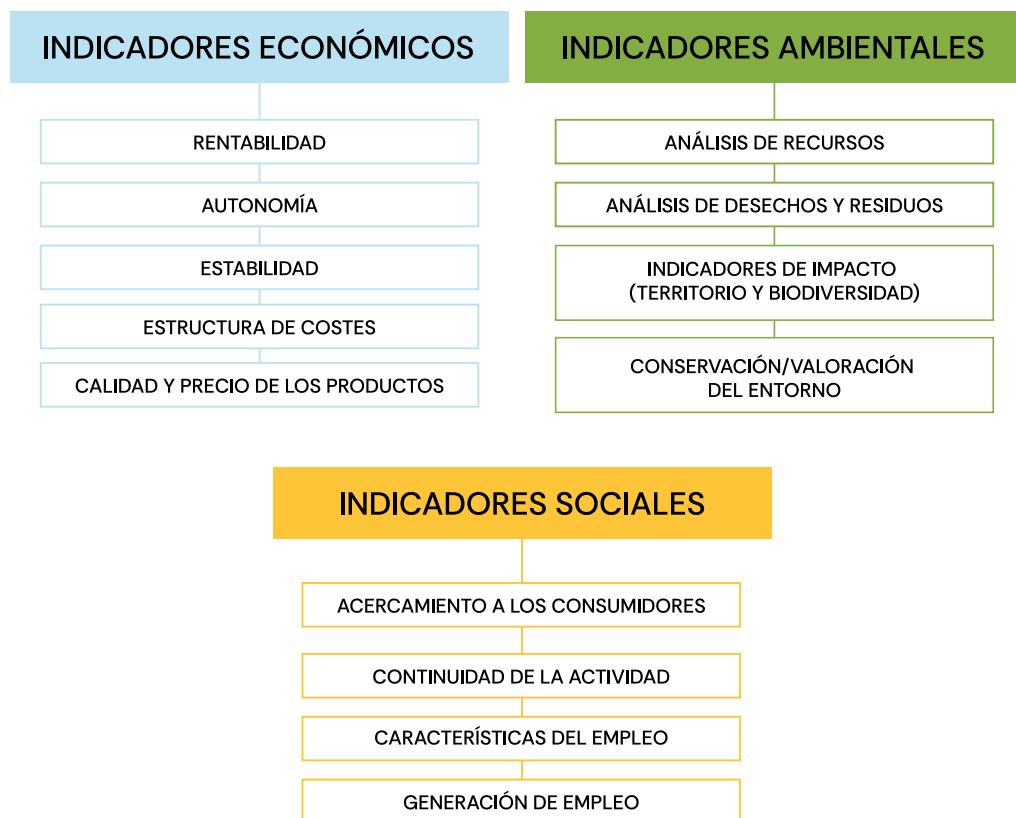 INDICADORES ECONÓMICOS
RENTABILIDAD
AUTONOMÍA
ESTABILIDAD
ESTRUCTURA DE COSTES
CALIDAD Y PRECIO DE LOS PRODUCTOS
INDICADORES AMBIENTALES
ANÁLISIS DE RECURSOS
ANÁLISIS DE DESECHOS Y RESIDUOS
INDICADORES DE IMPACTO
(TERRITORIO Y BIODIVERSIDAD)
CONSERVACIÓN/VALORACIÓN
DEL ENTORNO
INDICADORES SOCIALES
ACERCAMIENTO A LOS CONSUMIDORES
CONTINUIDAD DE LA ACTIVIDAD
CARACTERÍSTÍCAS DEL EMPLEO
GENERACIÓN DE EMPLEO